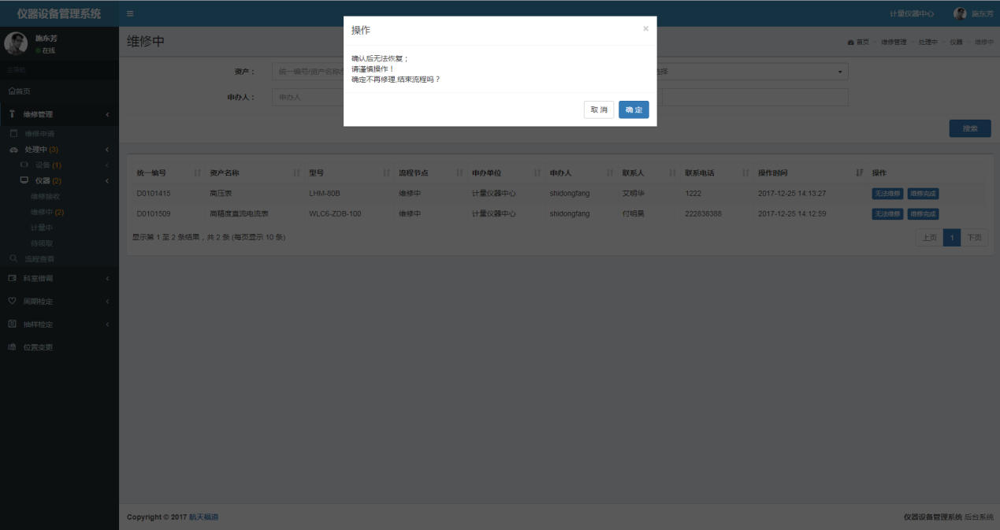 仪器设备管理系统
计量仪器中心 施东芳
施东芳
在线
主导航
首页
维修管理
维修申请
处理中 (3)
设备 (1)
仪器 (2)
维修接收
维修中 (2)
计量中
待领取
流程查看
科室借调
周期检定
抽样检定
位置变更
维修中
首页 维修管理 处理中 仪器 维修中
操作 ×
确认后无法恢复；
请谨慎操作！
确定不再修理,结束流程吗？
取 消 确 定
资产： 统一编号/资产名称 择
申办人： 申办人
搜索
统一编号 资产名称 型号 流程节点 申办单位 申办人 联系人 联系电话 操作时间 操作
D0101415 高压表 LHM-80B 维修中 计量仪器中心 shidongfang 艾明华 1222 2017-12-25 14:13:27 无法维修 维修完成
D0101509 高精度直流电流表 WLC6-ZDB-100 维修中 计量仪器中心 shidongfang 付明昊 222838388 2017-12-25 14:12:59 无法维修 维修完成
显示第 1 至 2 条结果，共 2 条 (每页显示 10 条)
上页 1 下页
Copyright © 2017 航天福道
仪器设备管理系统 后台系统